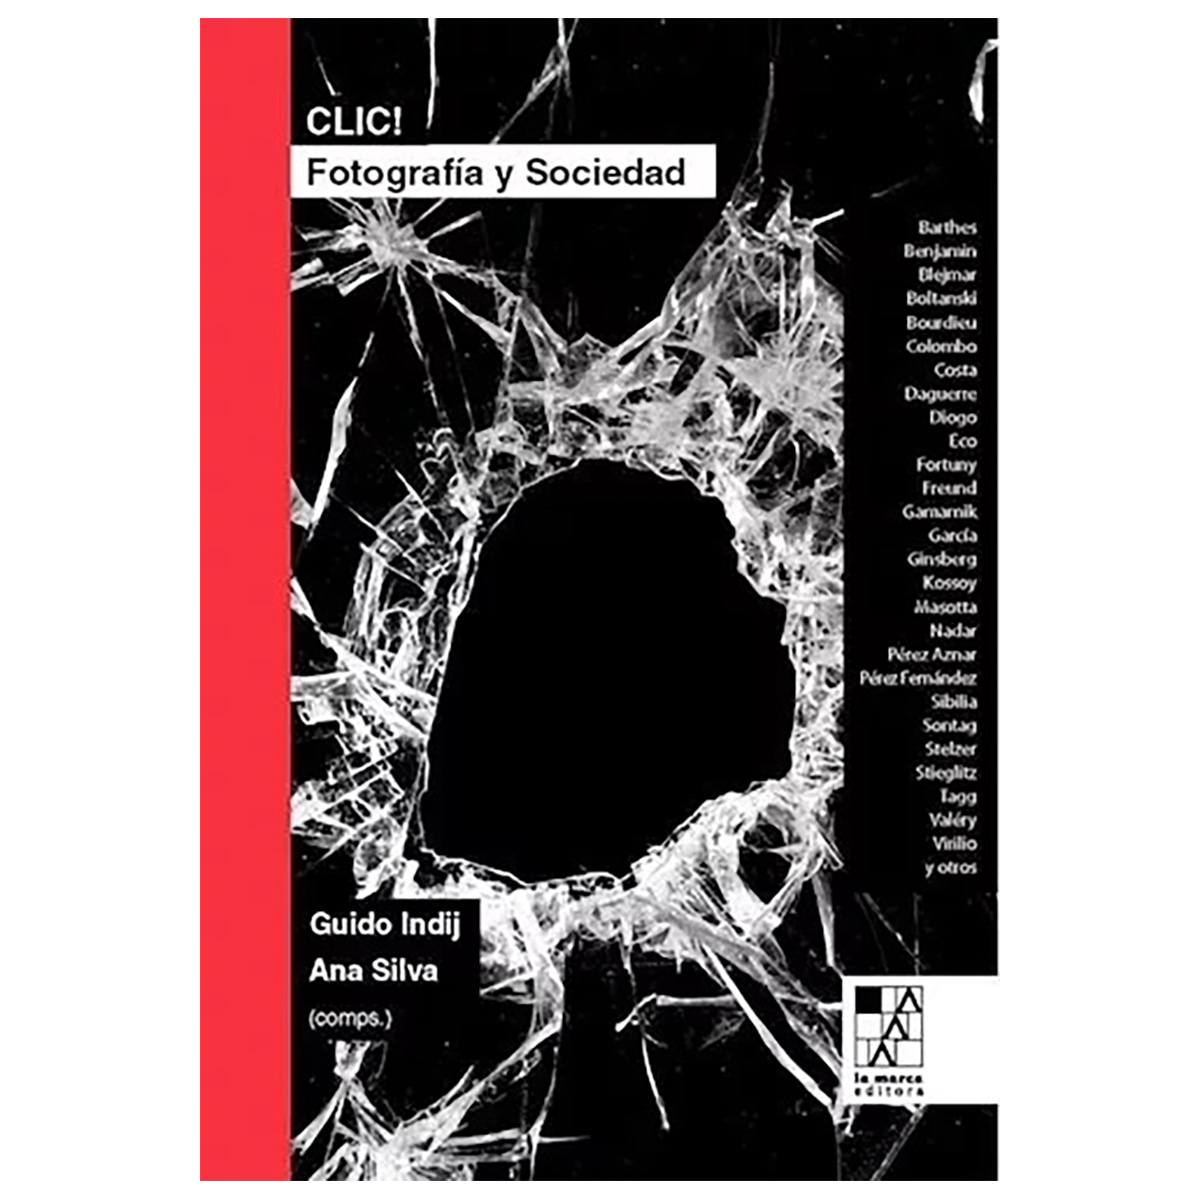 CLIC!
Fotografía y Sociedad
Barthes
Benjamin
Blejmar
Boltanski
Bourdieu
Colombo
Costa
Daguerre
Diogo
Eco
Fortuny
Freund
Gamarnik
García
Ginsberg
Kossoy
Masotta
Nadar
Pérez Aznar
Pérez Fernández
Sibilia
Sontag
Stelzer
Stieglitz
Tagg
Valéry
Virilio
y otros
Guido Indij
Ana Silva
(comps.)
la marca
editora